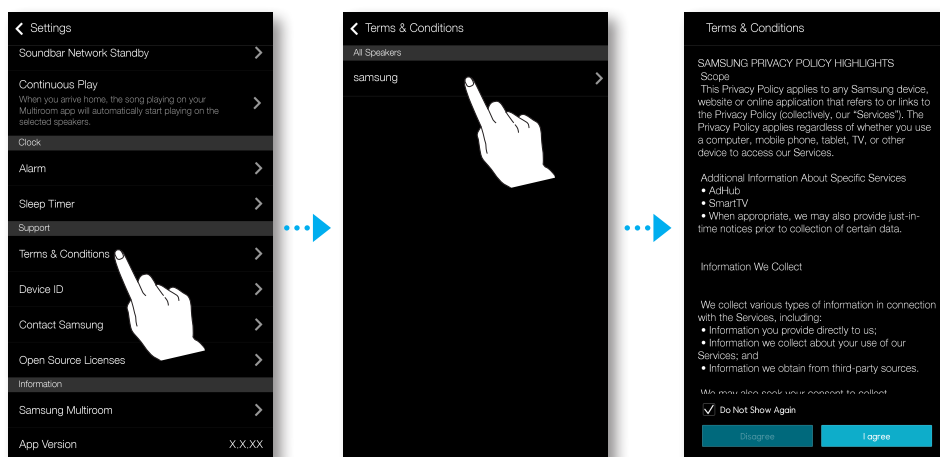 Settings
Soundbar Network Standby
Continuous Play
When you arrive home, the song playing on your
Multiroom app will automatically start playing on the
selected speakers.
Clock
Alarm
Sleep Timer
Support
Terms & Conditions
Device ID
Contact Samsung
Open Source Licenses
Information
Samsung Multiroom
App Version X.X.XX
Terms & Conditions
All Speakers
samsung
Terms & Conditions
SAMSUNG PRIVACY POLICY HIGHLIGHTS
Scope
This Privacy Policy applies to any Samsung device,
website or online application that refers to or links to
the Privacy Policy (collectively, our “Services”). The
Privacy Policy applies regardless of whether you use
a computer, mobile phone, tablet, TV, or other
device to access our Services.
Additional Information About Specific Services
• AdHub
• SmartTV
• When appropriate, we may also provide just-in-
time notices prior to collection of certain data.
Information We Collect
We collect various types of information in connection
with the Services, including:
• Information you provide directly to us;
• Information we collect about your use of our
Services; and
• Information we obtain from third-party sources.
We may also seek your consent to collect
Do Not Show Again
Disagree
I agree